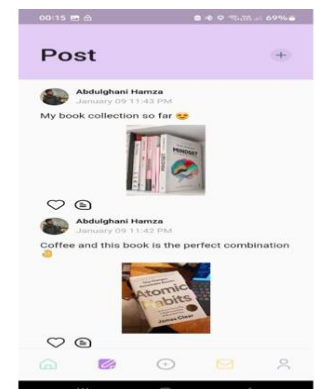 00:15 69%
Post
Abdulghani Hamza
January 09 11:43 PM
My book collection so far 😍
MINDSET
Abdulghani Hamza
January 09 11:42 PM
Coffee and this book is the perfect combination
👌
Atomic
Habits
James Clear